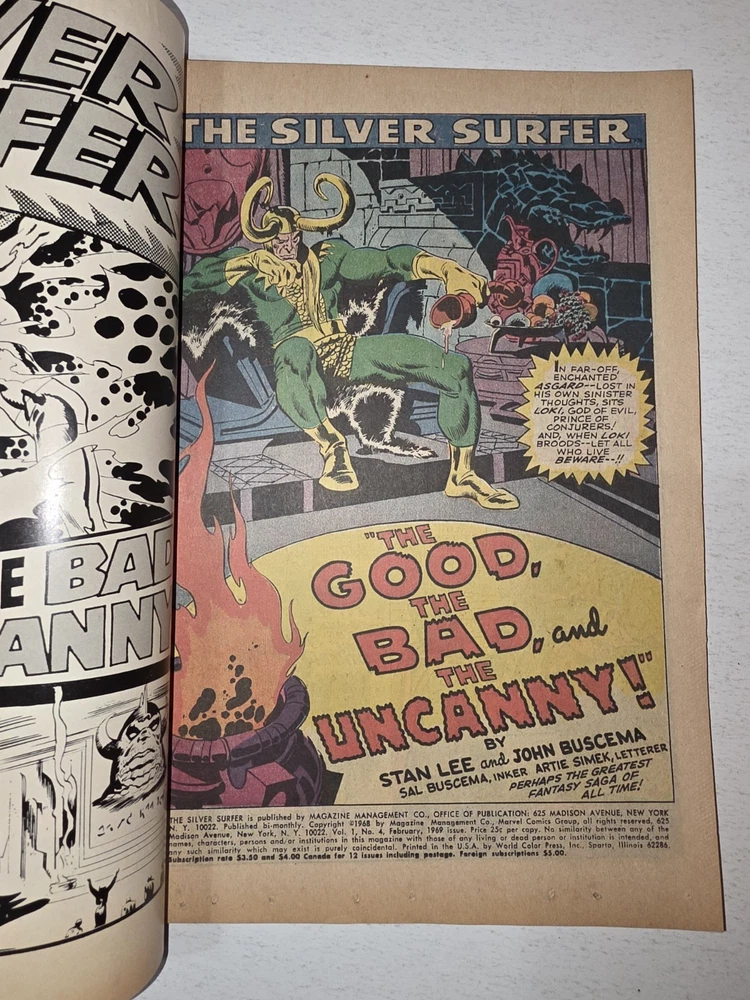 VER
FER
E BAD
ANNY
THE SILVER SURFER
IN FAR-OFF,
ENCHANTED
ASGARD--LOST IN
HIS OWN SINISTER
THOUGHTS, SITS
LOKI, GOD OF EVIL,
PRINCE OF
CONJURERS!
AND, WHEN LOKI
BROODS--LET ALL
WHO LIVE
BEWARE--!!
"THE
GOOD,
THE
BAD, and
THE
UNCANNY!"
BY
STAN LEE and JOHN BUSCEMA
SAL BUSCEMA, INKER ARTIE SIMEK, LETTERER
PERHAPS THE GREATEST
FANTASY SAGA OF
ALL TIME!
THE SILVER SURFER is published by MAGAZINE MANAGEMENT CO., OFFICE OF PUBLICATION: 625 MADISON AVENUE, NEW YORK
N. Y. 10022. Published bi-monthly. Copyright ©1968 by Magazine Management Co., Marvel Comics Group, all rights reserved, 625
Madison Avenue, New York, N. Y. 10022. Vol. 1, No. 4, February, 1969 issue. Price 25c per copy. No similarity between any of the
names, characters, persons and/or institutions in this magazine with those of any living or dead person or institution is intended, and
any such similarity which may exist is purely coincidental. Printed in the U.S.A. by World Color Press, Inc., Sparta, Illinois 62286.
Subscription rate $3.50 and $4.00 Canada for 12 issues including postage. Foreign subscriptions $5.00.